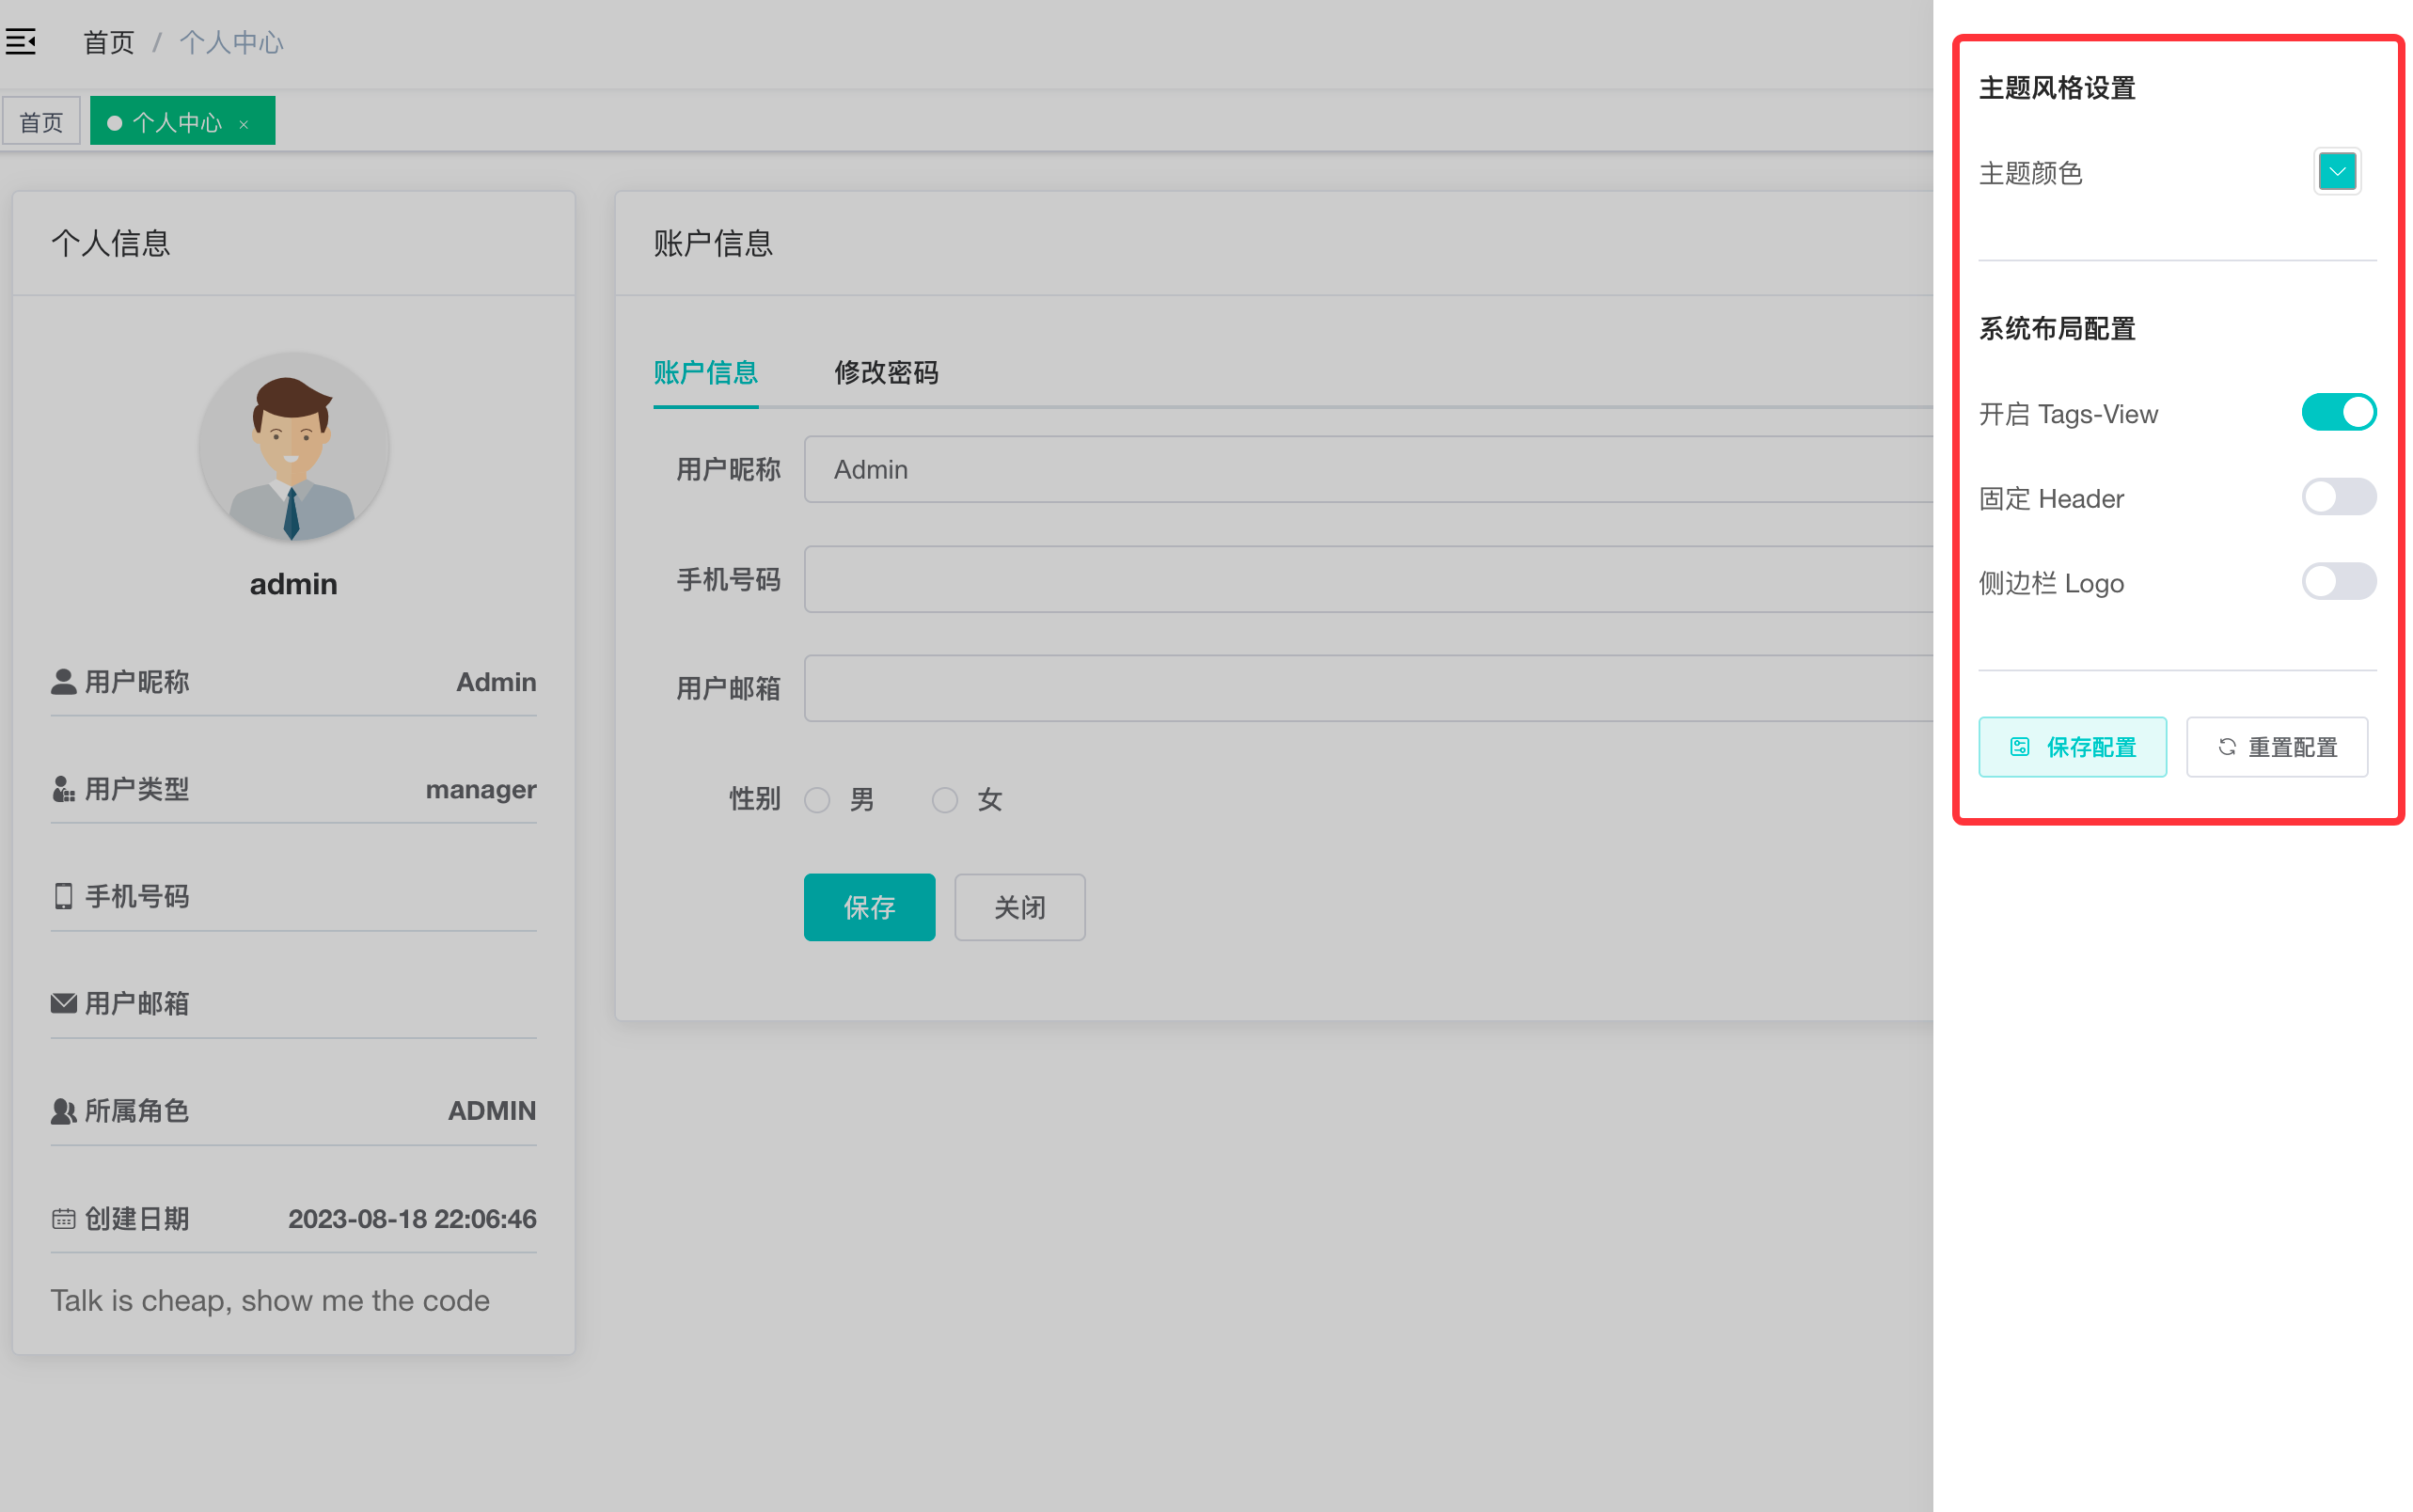 首页 / 个人中心
首页
个人中心 ×
个人信息
admin
用户昵称 Admin
用户类型 manager
手机号码
用户邮箱
所属角色 ADMIN
创建日期 2023-08-18 22:06:46
Talk is cheap, show me the code
账户信息
账户信息 修改密码
用户昵称 Admin
手机号码
用户邮箱
性别 男 女
保存 关闭
主题风格设置
主题颜色
系统布局配置
开启 Tags-View
固定 Header
侧边栏 Logo
保存配置 重置配置